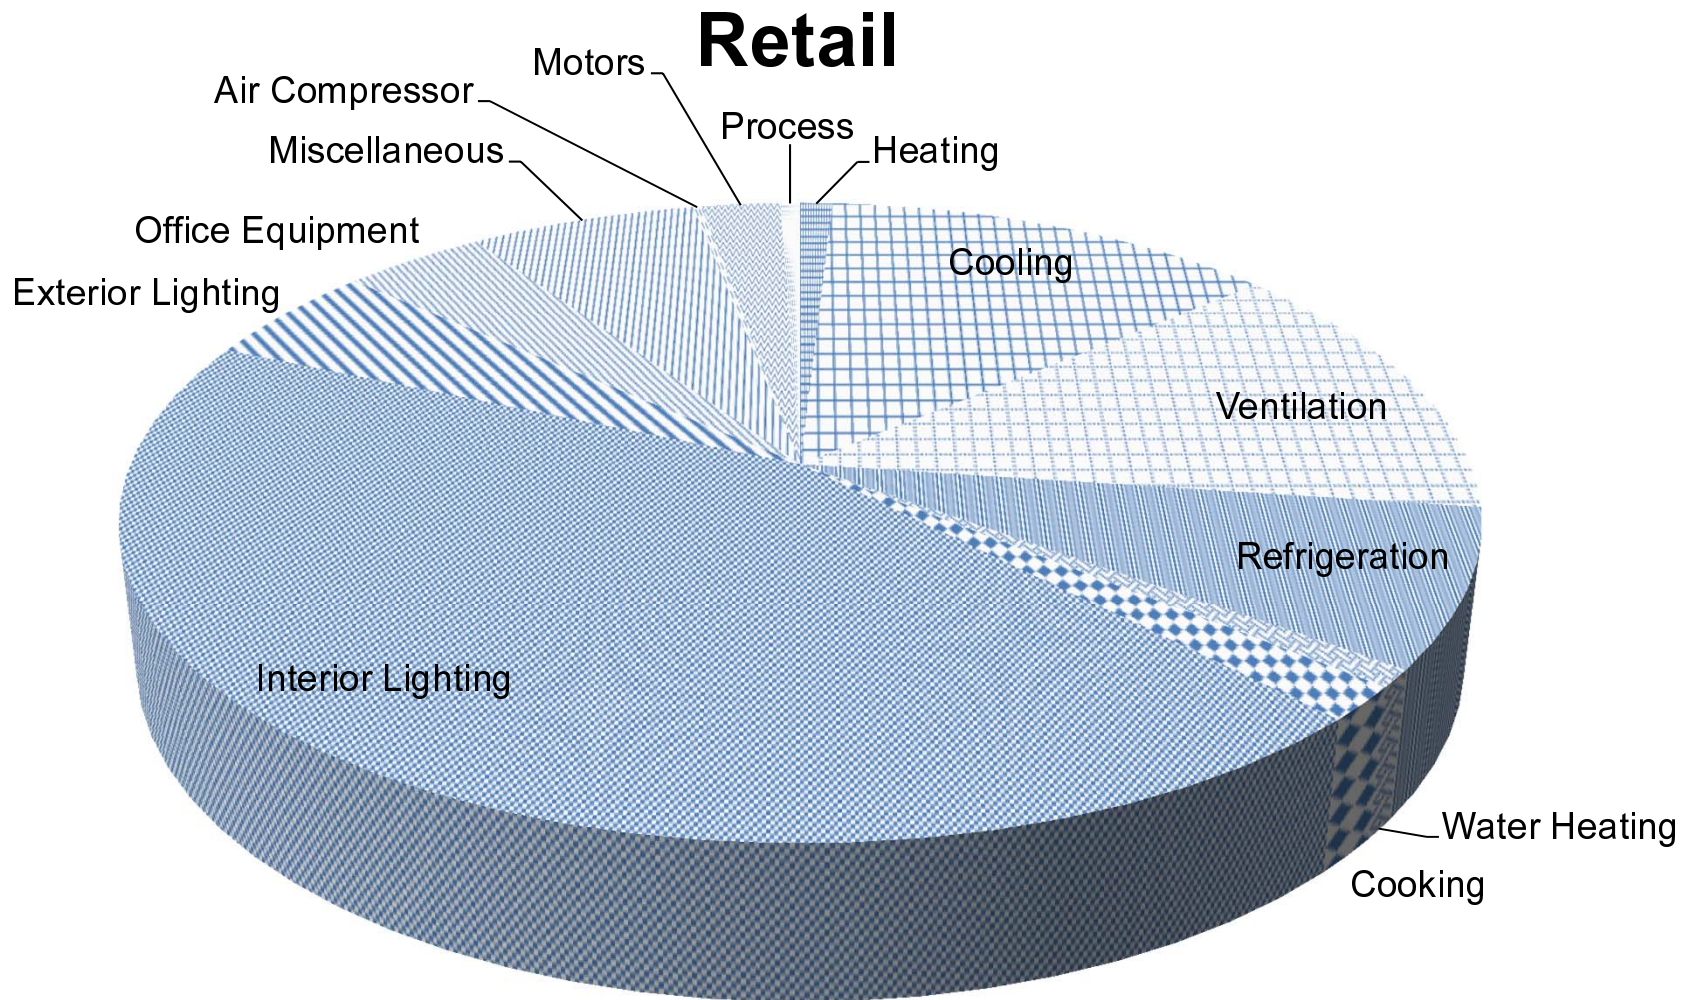 Retail
Motors
Air Compressor
Process
Miscellaneous
Heating
Office Equipment
Cooling
Exterior Lighting
Ventilation
Refrigeration
Interior Lighting
Water Heating
Cooking